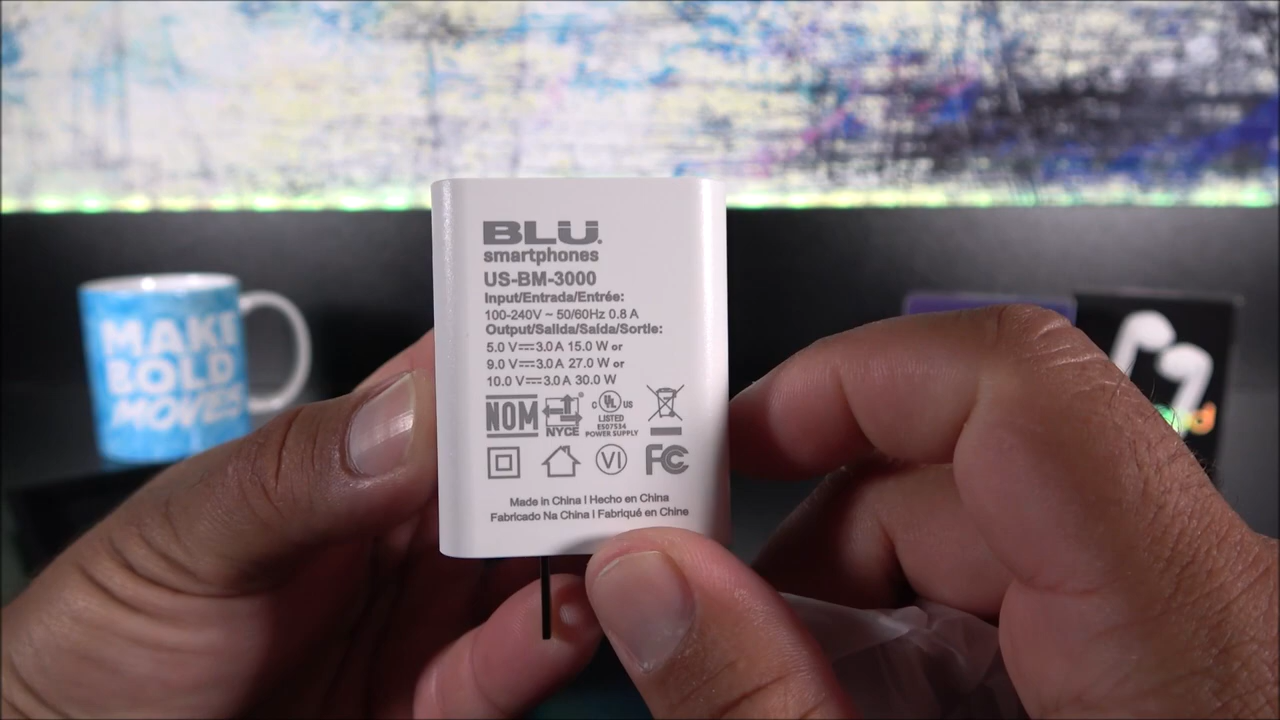 BLU.
smartphones
US-BM-3000
Input/Entrada/Entrée:
100-240V ~ 50/60Hz 0.8 A
Output/Salida/Saída/Sortie:
5.0 V⎓3.0 A 15.0 W or
9.0 V⎓3.0 A 27.0 W or
10.0 V⎓3.0 A 30.0 W
NOM NYCE
C UL US
LISTED
E507534
POWER SUPPLY
VI FC
Made in China I Hecho en China
Fabricado Na China I Fabriqué en Chine
MAKE
BOLD
MOVES